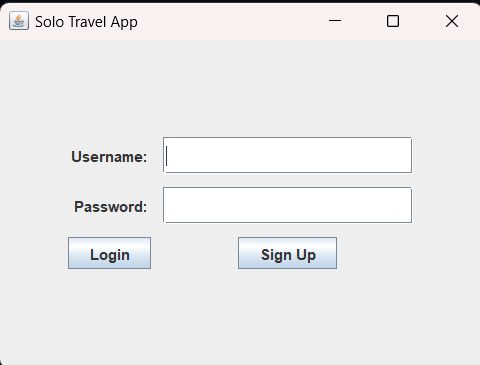 Solo Travel App
Username:
Password:
Login Sign Up